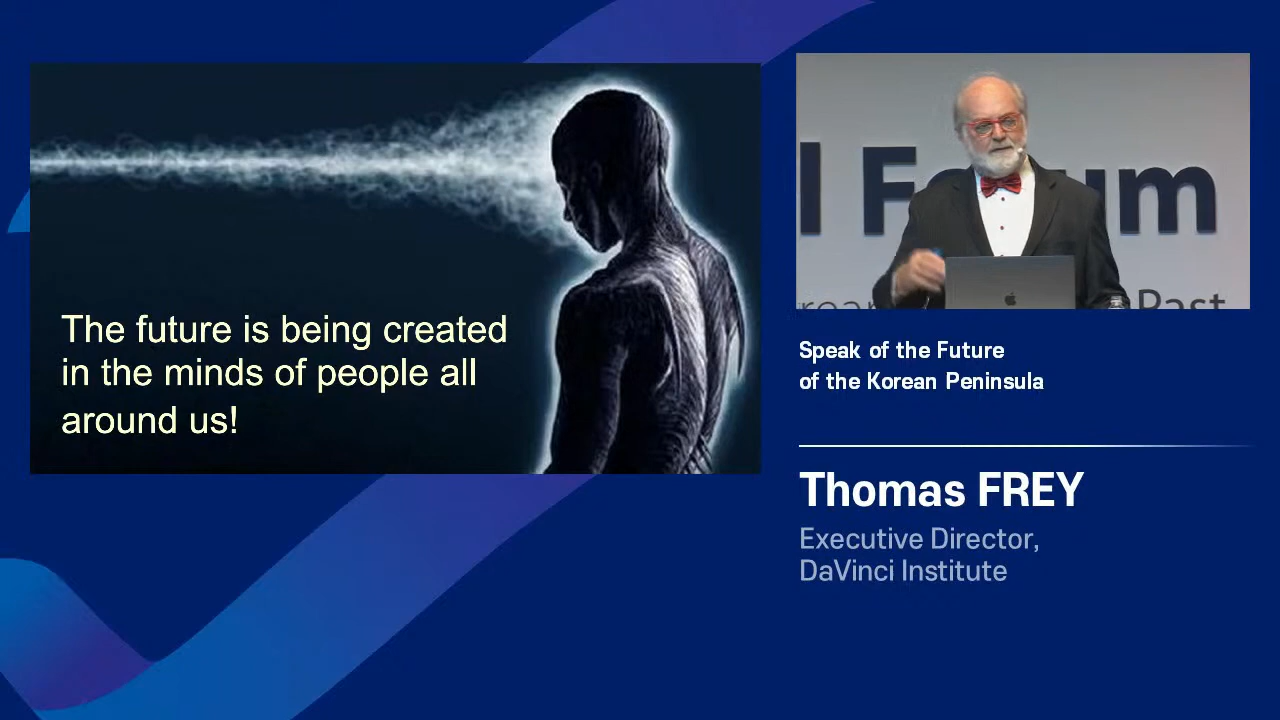 The future is being created
in the minds of people all
around us!
Speak of the Future
of the Korean Peninsula
Thomas FREY
Executive Director,
DaVinci Institute
Past